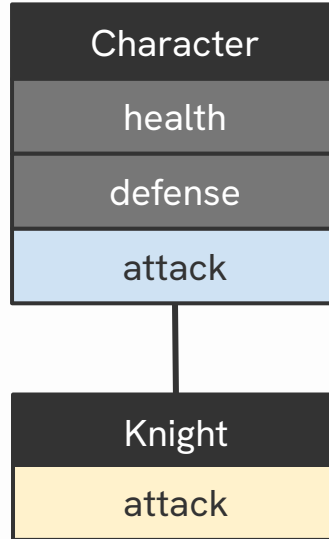 Character
health
defense
attack
Knight
attack